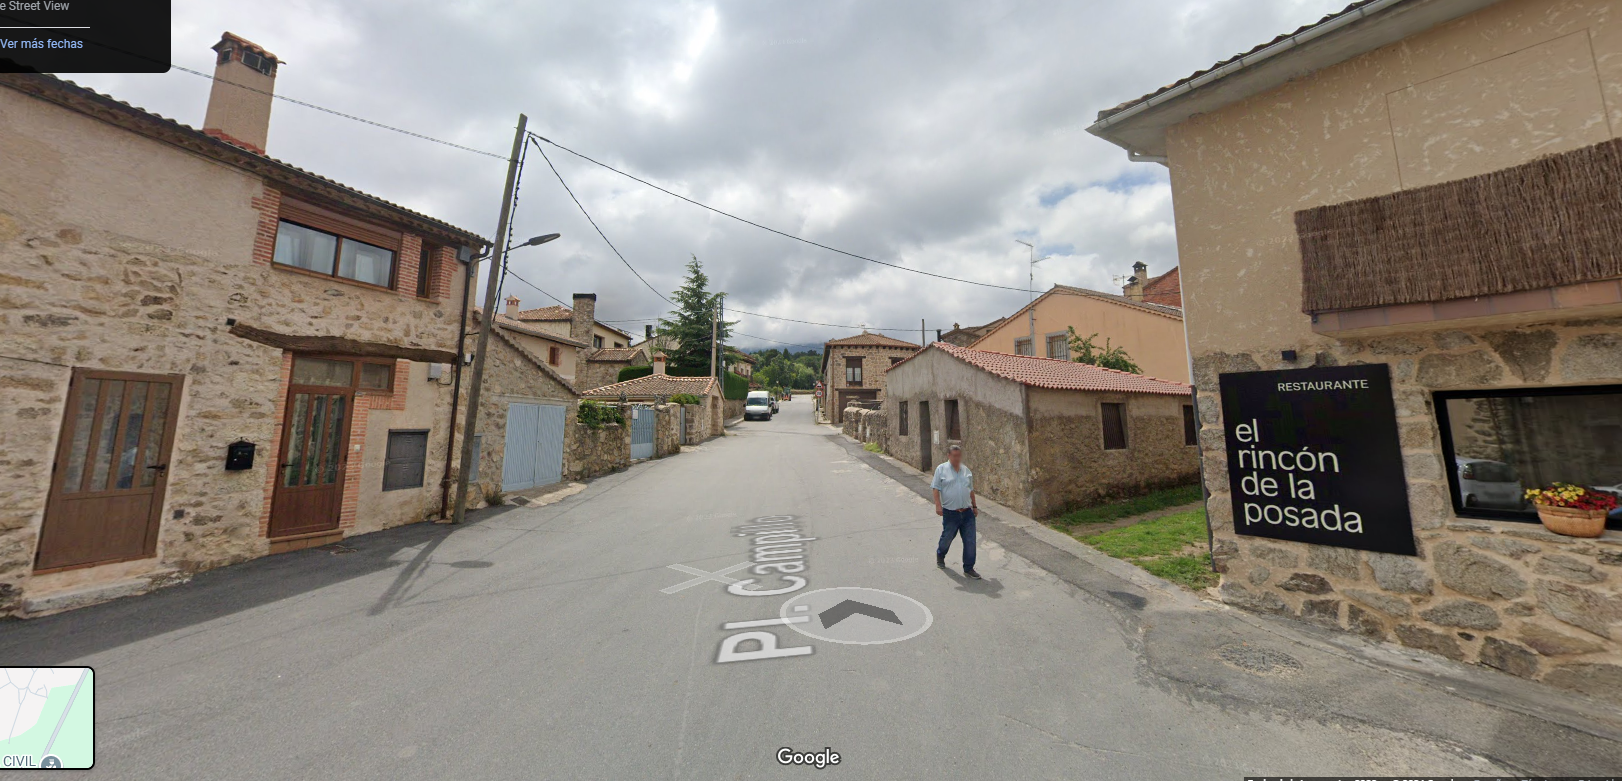 e Street View
Ver más fechas
RESTAURANTE
el
rincón
de la
posada
Pl. Campillo
CIVIL
Google